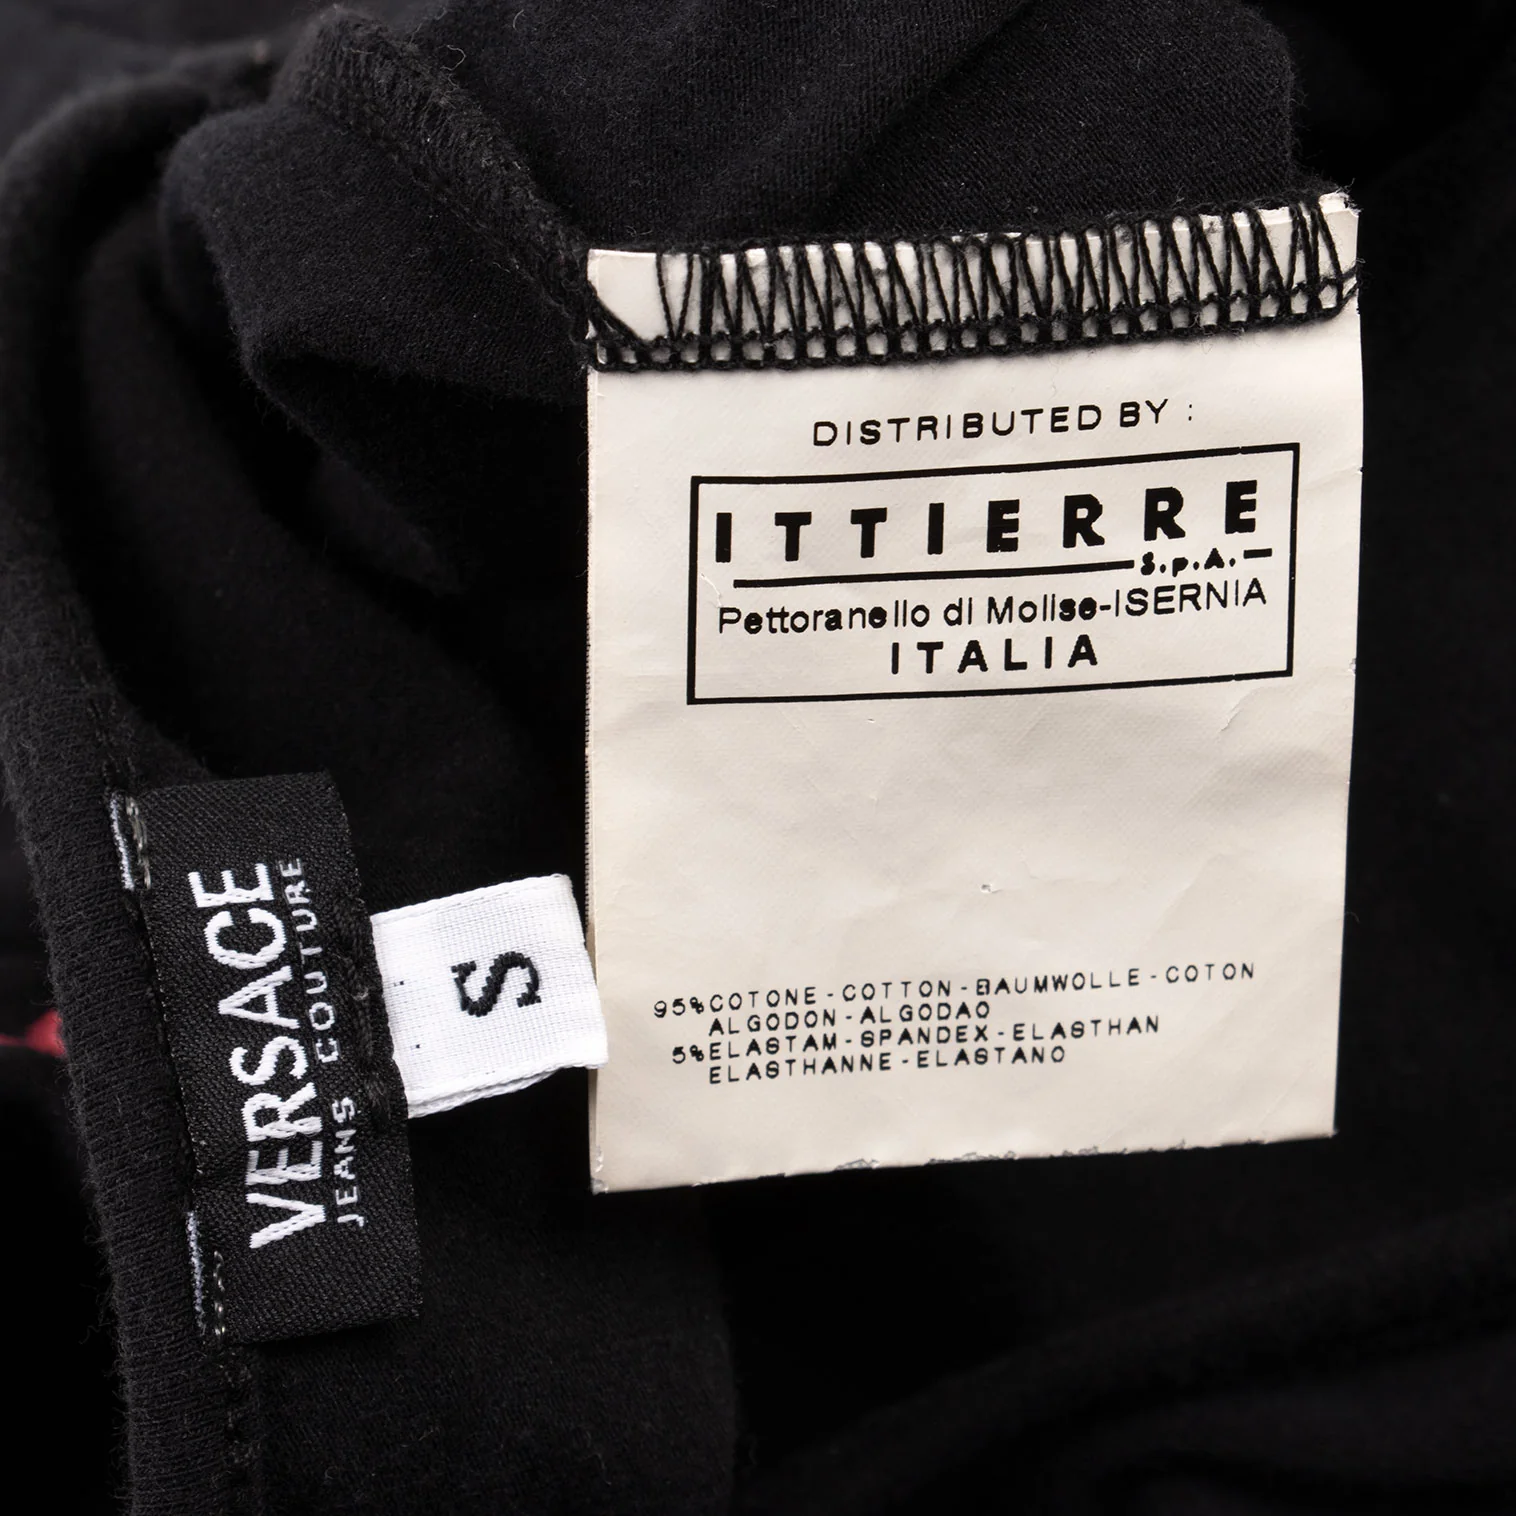 DISTRIBUTED BY :
ITTIERRE
S.p.A.
Pettoranello di Molise-ISERNIA
ITALIA
95%COTONE-COTTON-BAUMWOLLE-COTON
ALGODON-ALGODAO
5%ELASTAM-SPANDEX-ELASTHAN
ELASTHANNE-ELASTANO
VERSACE
JEANS COUTURE
S